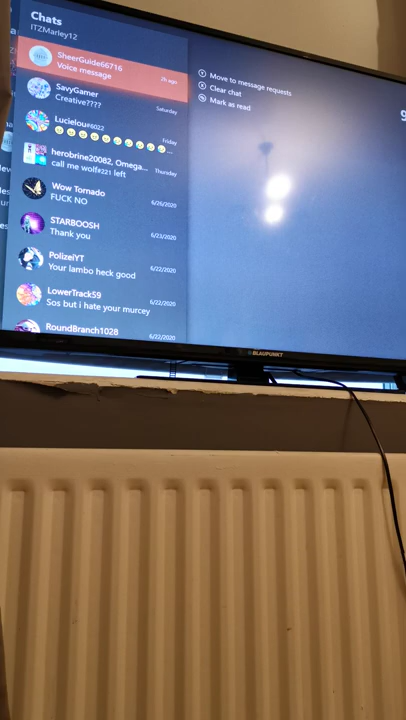 Chats
ITZMarley12
SheerGuide66716
Voice message
2h ago
SavyGamer
Creative????
Saturday
Lucielou#6022
Friday
herobrine20082, Omega...
call me wolf#221 left
Thursday
Wow Tornado
FUCK NO
6/26/2020
STARBOOSH
Thank you
6/23/2020
PolizeiYT
Your lambo heck good
6/22/2020
LowerTrack59
Sos but i hate your murcey
6/22/2020
RoundBranch1028
6/22/2020
Move to message requests
Clear chat
Mark as read
9
BLAUPUNKT